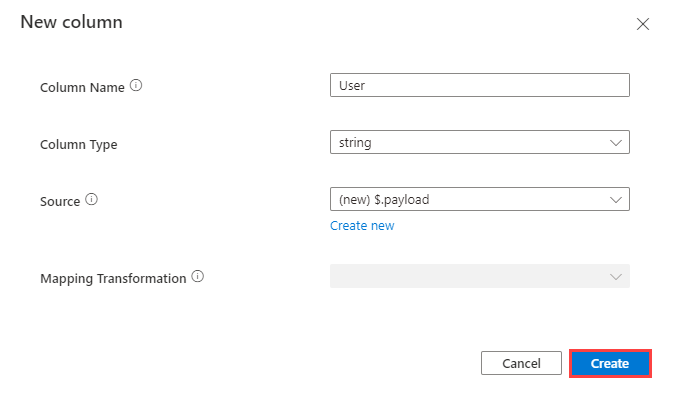 New column
Column Name
User
Column Type
string
Source
(new) $.payload
Create new
Mapping Transformation
Cancel
Create